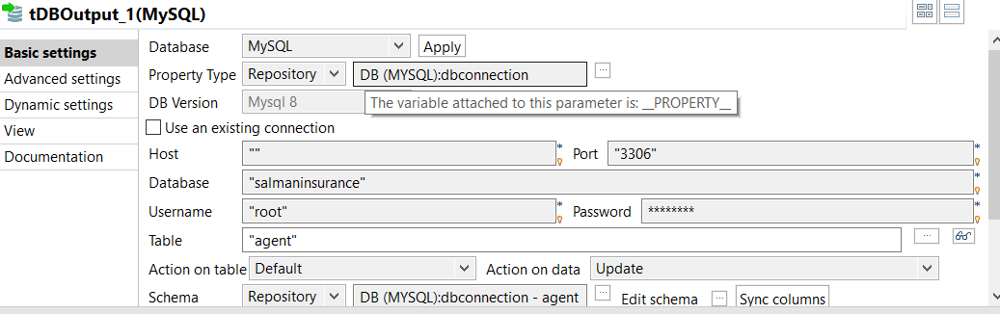 tDBOutput_1(MySQL)
Basic settings
Advanced settings
Dynamic settings
View
Documentation
Database MySQL Apply
Property Type Repository DB (MYSQL):dbconnection ...
DB Version Mysql 8
The variable attached to this parameter is: __PROPERTY__
Use an existing connection
Host "" * Port "3306" *
Database "salmaninsurance" *
Username "root" * Password ******** *
Table "agent" ...
Action on table Default Action on data Update
Schema Repository DB (MYSQL):dbconnection - agent ... Edit schema ... Sync columns